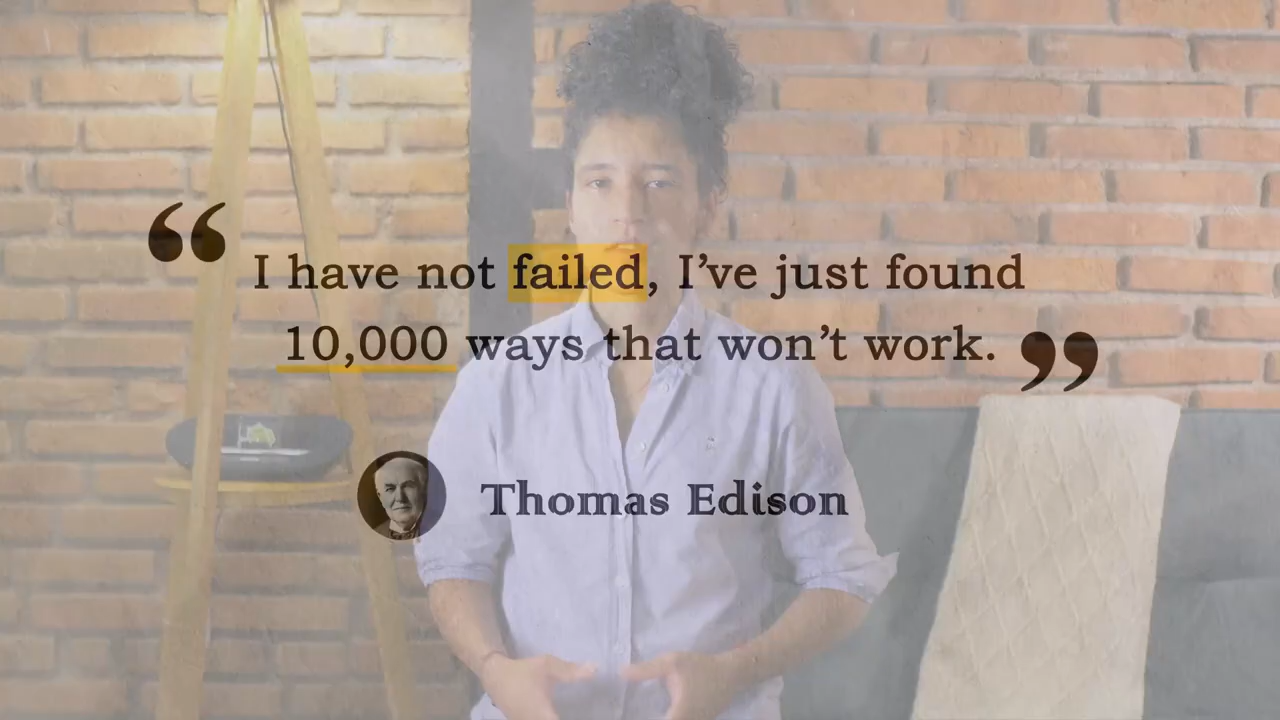 “I have not failed, I’ve just found
10,000 ways that won’t work.”
Thomas Edison